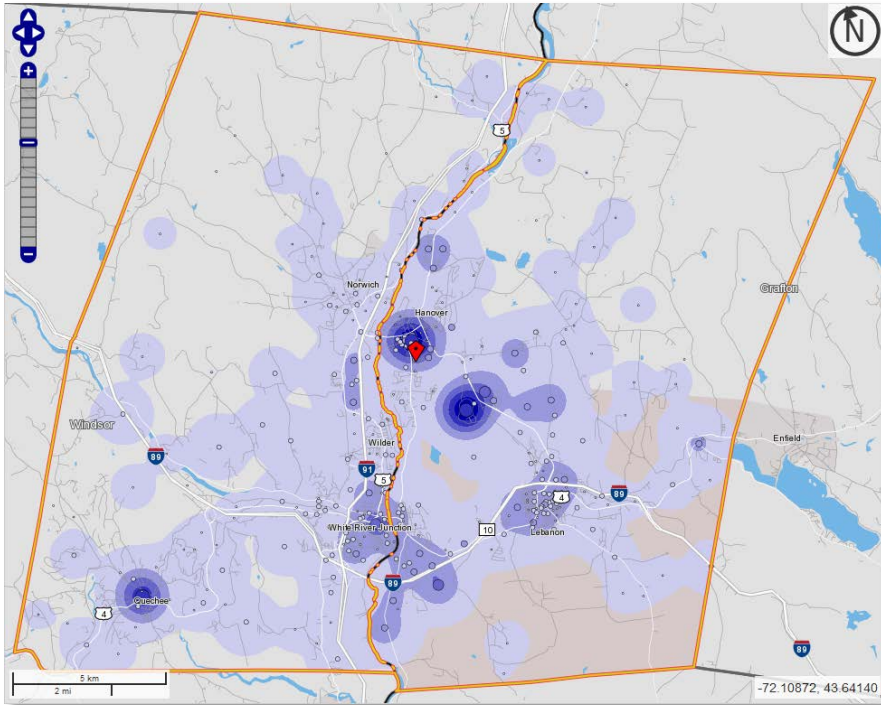 N
+
5
Norwich
Hanover
Grafton
Windsor
89
Wilder
91
5
Enfield
White River Junction
10
4
89
Lebanon
89
Quechee
4
89
5 km
2 mi
-72.10872, 43.64140